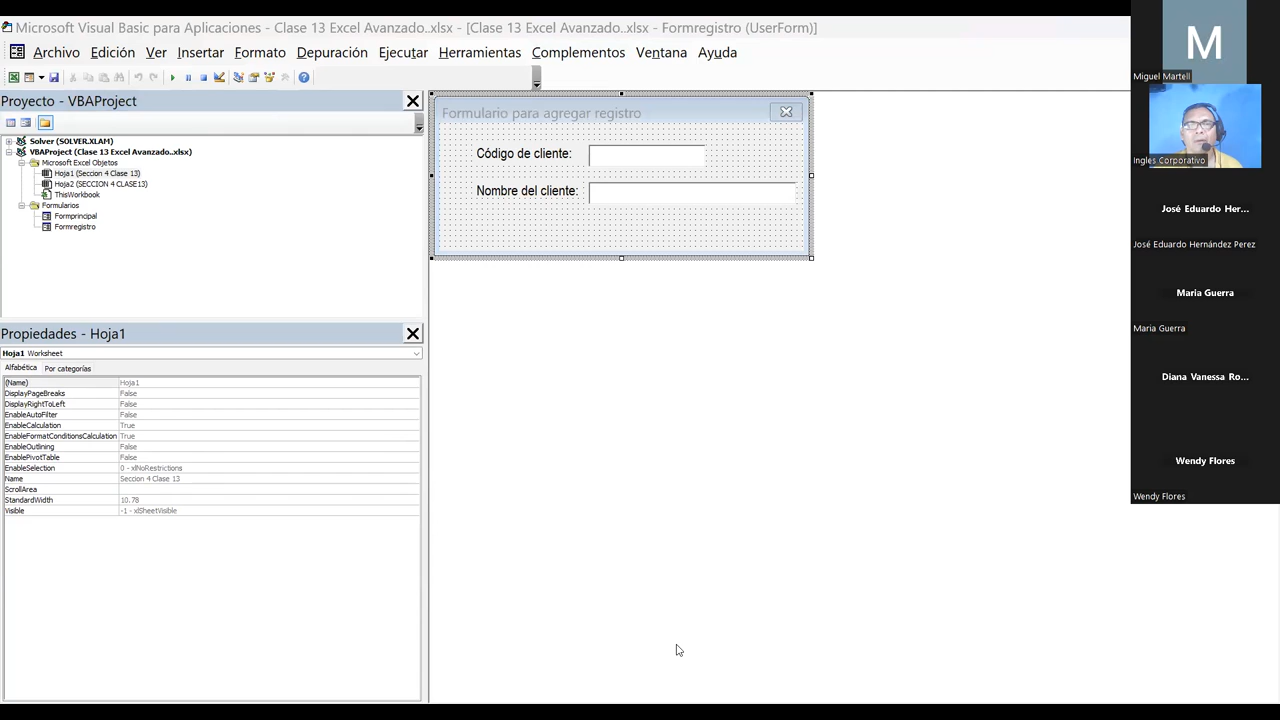 Microsoft Visual Basic para Aplicaciones - Clase 13 Excel Avanzado..xlsx - [Clase 13 Excel Avanzado..xlsx - Formregistro (UserForm)]
Archivo Edición Ver Insertar Formato Depuración Ejecutar Herramientas Complementos Ventana Ayuda
Proyecto - VBAProject
Solver (SOLVER.XLAM)
VBAProject (Clase 13 Excel Avanzado..xlsx)
Microsoft Excel Objetos
Hoja1 (Seccion 4 Clase 13)
Hoja2 (SECCION 4 CLASE13)
ThisWorkbook
Formularios
Formprincipal
Formregistro
Propiedades - Hoja1
Hoja1 Worksheet
Alfabética Por categorías
(Name) Hoja1
DisplayPageBreaks False
DisplayRightToLeft False
EnableAutoFilter False
EnableCalculation True
EnableFormatConditionsCalculation True
EnableOutlining False
EnablePivotTable False
EnableSelection 0 - xlNoRestrictions
Name Seccion 4 Clase 13
ScrollArea
StandardWidth 10.78
Visible -1 - xlSheetVisible
Formulario para agregar registro
Código de cliente:
Nombre del cliente:
M
Miguel Martell
Ingles Corporativo
José Eduardo Her...
José Eduardo Hernández Perez
Maria Guerra
Maria Guerra
Diana Vanessa Ro...
Wendy Flores
Wendy Flores